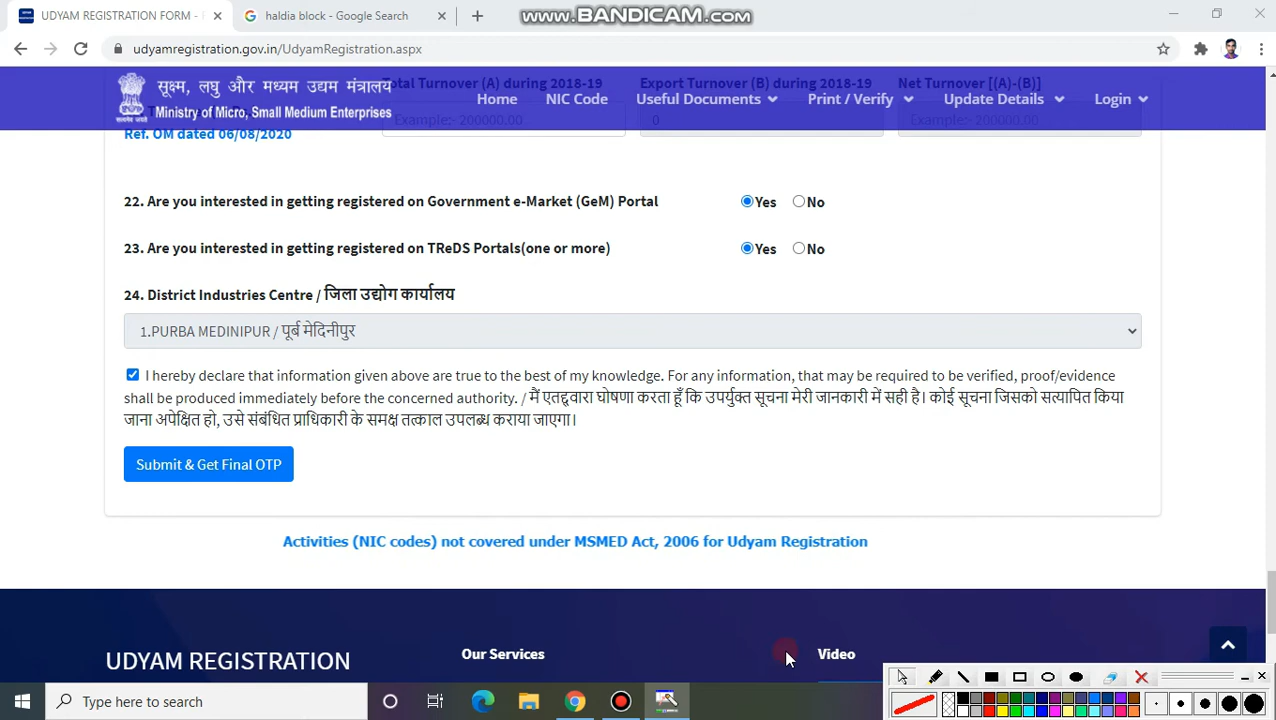 UDYAM REGISTRATION FORM -
haldia block - Google Search
www.BANDICAM.com
udyamregistration.gov.in/UdyamRegistration.aspx
सूक्ष्म, लघु और मध्यम उद्यम मंत्रालय
Ministry of Micro, Small Medium Enterprises
Home NIC Code Useful Documents Print / Verify Update Details Login
Total Turnover (A) during 2018-19 Export Turnover (B) during 2018-19 Net Turnover [(A)-(B)]
Example:- 200000.00 0 Example:- 200000.00
Ref. OM dated 06/08/2020
22. Are you interested in getting registered on Government e-Market (GeM) Portal Yes No
23. Are you interested in getting registered on TReDS Portals(one or more) Yes No
24. District Industries Centre / जिला उद्योग कार्यालय
1.PURBA MEDINIPUR / पूर्ब मेदिनीपुर
I hereby declare that information given above are true to the best of my knowledge. For any information, that may be required to be verified, proof/evidence
shall be produced immediately before the concerned authority. / मैं एतद्द्वारा घोषणा करता हूँ कि उपर्युक्त सूचना मेरी जानकारी में सही है। कोई सूचना जिसको सत्यापित किया
जाना अपेक्षित हो, उसे संबंधित प्राधिकारी के समक्ष तत्काल उपलब्ध कराया जाएगा।
Submit & Get Final OTP
Activities (NIC codes) not covered under MSMED Act, 2006 for Udyam Registration
UDYAM REGISTRATION
Our Services
Video
Type here to search